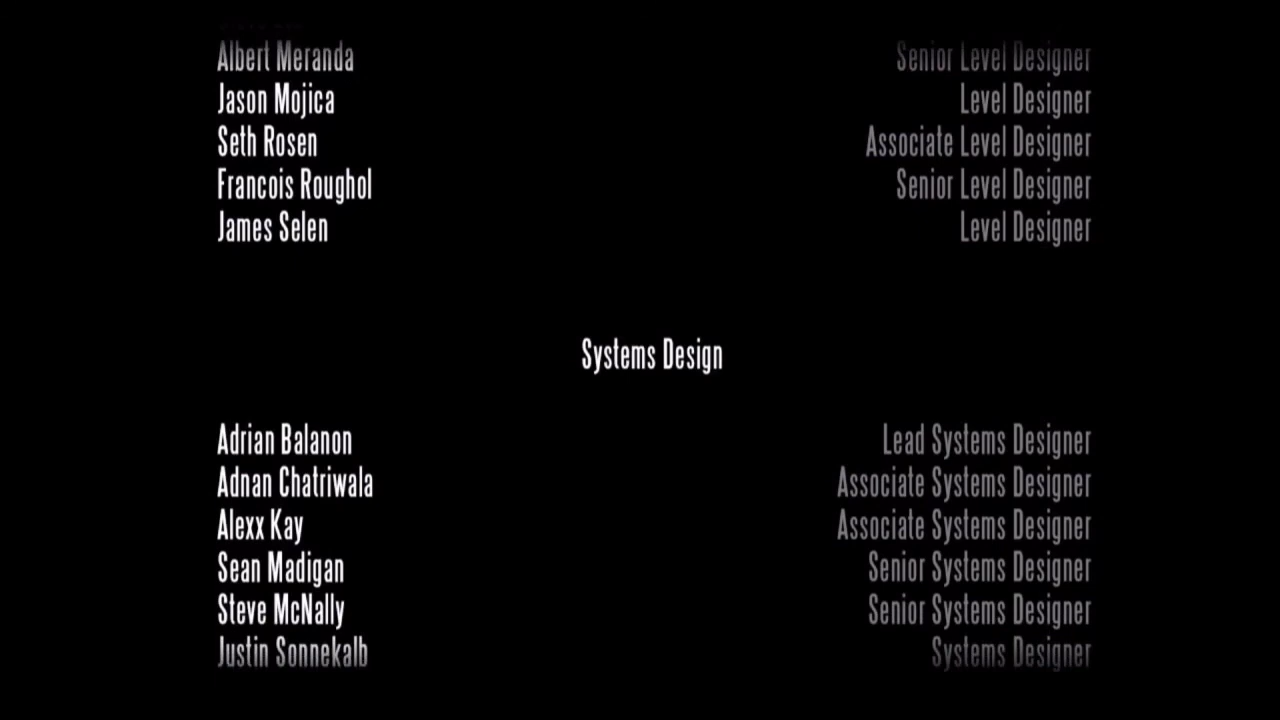 Albert Meranda Senior Level Designer
Jason Mojica Level Designer
Seth Rosen Associate Level Designer
Francois Roughol Senior Level Designer
James Selen Level Designer
Systems Design
Adrian Balanon Lead Systems Designer
Adnan Chatriwala Associate Systems Designer
Alexx Kay Associate Systems Designer
Sean Madigan Senior Systems Designer
Steve McNally Senior Systems Designer
Justin Sonnekalb Systems Designer